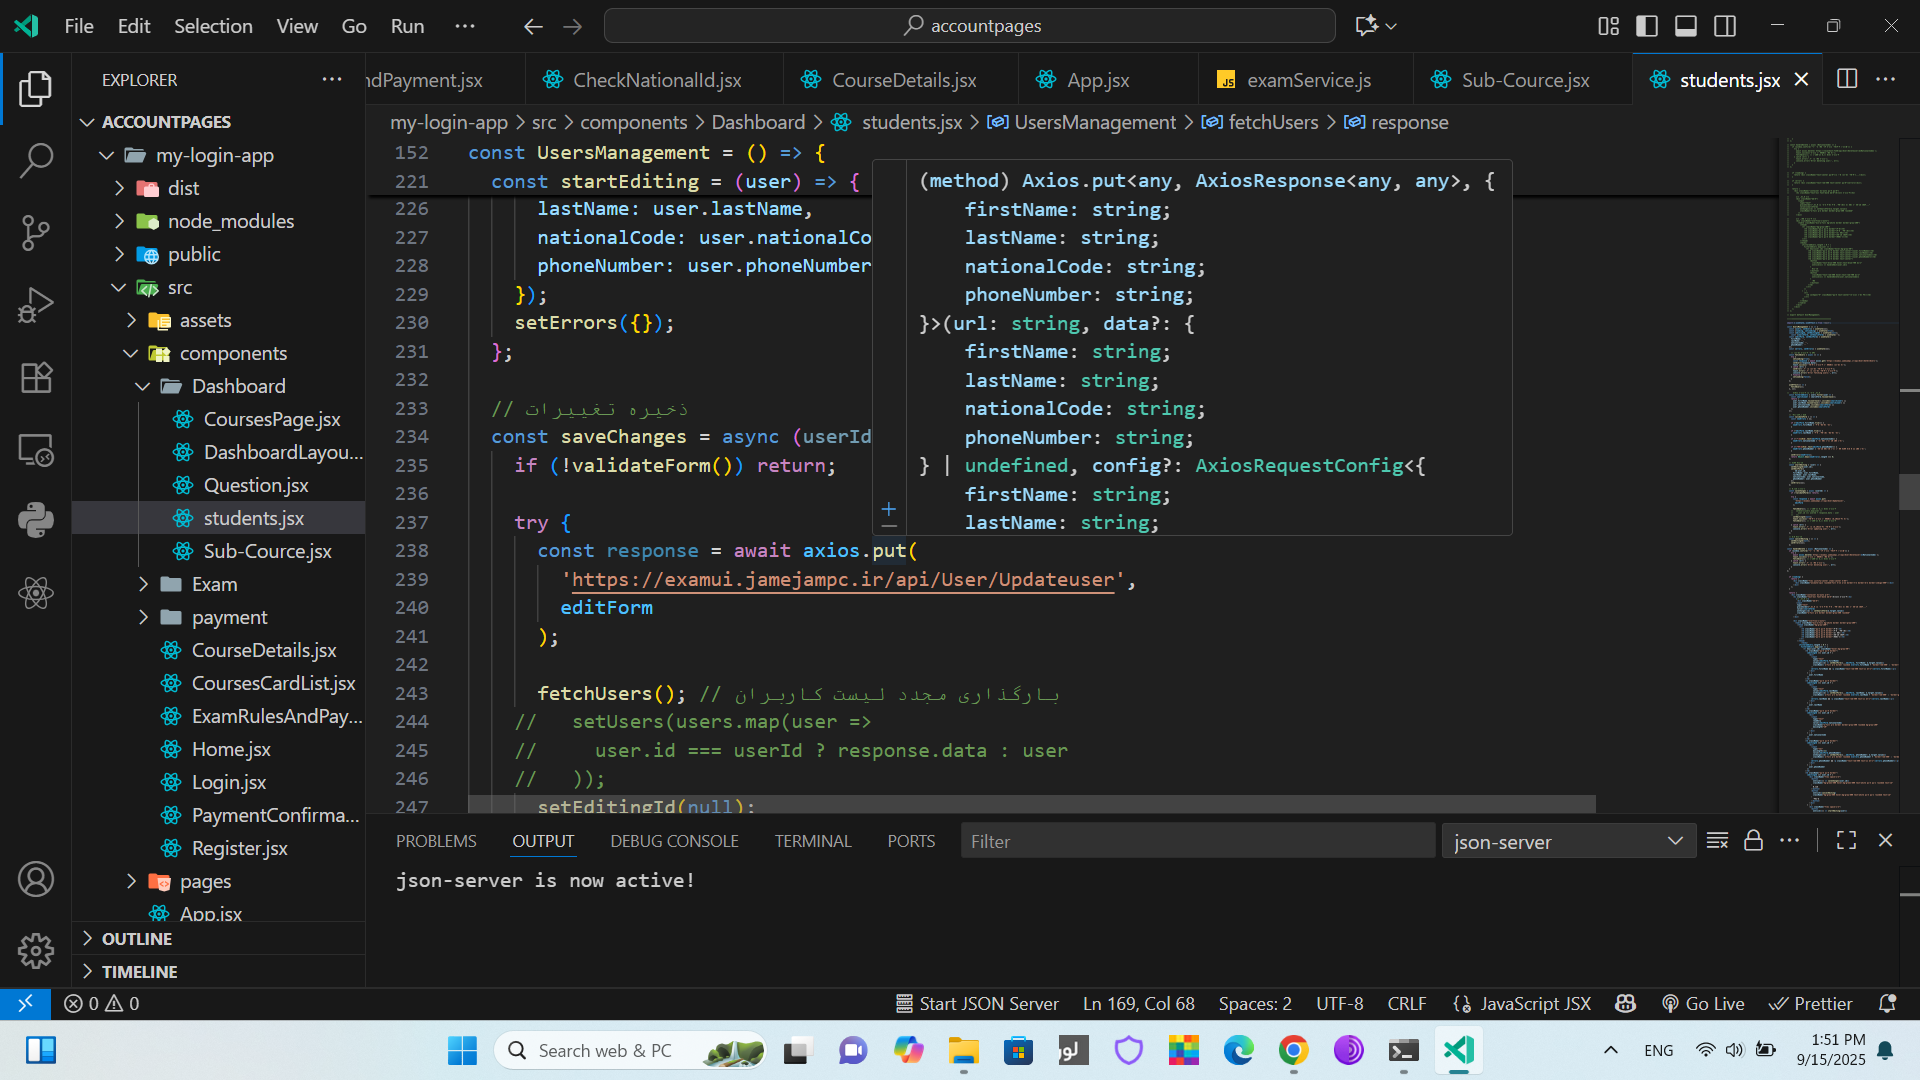 File Edit Selection View Go Run ··· accountpages
EXPLORER ···
ACCOUNTPAGES
my-login-app
dist
node_modules
public
src
assets
components
Dashboard
CoursesPage.jsx
DashboardLayou...
Question.jsx
students.jsx
Sub-Cource.jsx
Exam
payment
CourseDetails.jsx
CoursesCardList.jsx
ExamRulesAndPay...
Home.jsx
Login.jsx
PaymentConfirma...
Register.jsx
pages
App.jsx
OUTLINE
TIMELINE
ndPayment.jsx CheckNationalId.jsx CourseDetails.jsx App.jsx JS examService.js Sub-Cource.jsx students.jsx
my-login-app > src > components > Dashboard > students.jsx > UsersManagement > fetchUsers > response
152 const UsersManagement = () => {
221 const startEditing = (user) => {
226 lastName: user.lastName,
227 nationalCode: user.nationalCo
228 phoneNumber: user.phoneNumber
229 });
230 setErrors({});
231 };
232
233 // ذخیره تغییرات
234 const saveChanges = async (userId
235 if (!validateForm()) return;
236
237 try {
238 const response = await axios.put(
239 'https://examui.jamejampc.ir/api/User/Updateuser',
240 editForm
241 );
242
243 fetchUsers(); // بارگذاری مجدد لیست کاربران
244 // setUsers(users.map(user =>
245 // user.id === userId ? response.data : user
246 // ));
247 setEditingId(null);
(method) Axios.put<any, AxiosResponse<any, any>, {
firstName: string;
lastName: string;
nationalCode: string;
phoneNumber: string;
}>(url: string, data?: {
firstName: string;
lastName: string;
nationalCode: string;
phoneNumber: string;
} | undefined, config?: AxiosRequestConfig<{
firstName: string;
lastName: string;
PROBLEMS OUTPUT DEBUG CONSOLE TERMINAL PORTS Filter json-server
json-server is now active!
0 0 Start JSON Server Ln 169, Col 68 Spaces: 2 UTF-8 CRLF JavaScript JSX Go Live Prettier
Search web & PC ENG 1:51 PM
9/15/2025